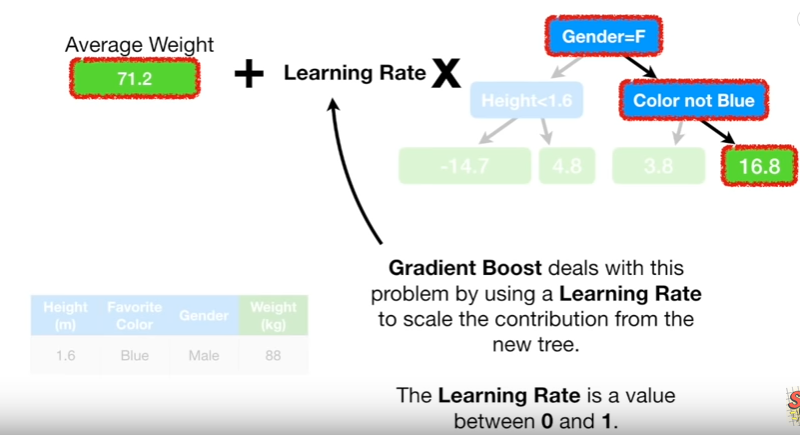 Average Weight
71.2
+ Learning Rate X
Gender=F
Height<1.6
Color not Blue
-14.7
4.8
3.8
16.8
Gradient Boost deals with this
problem by using a Learning Rate
to scale the contribution from the
new tree.
Height (m) Favorite Color Gender Weight (kg)
1.6 Blue Male 88
The Learning Rate is a value
between 0 and 1.